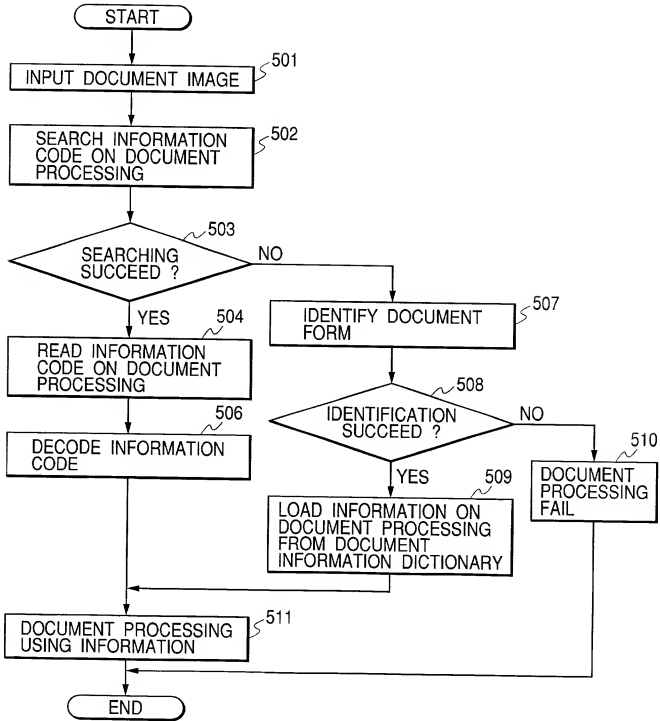 START
501
INPUT DOCUMENT IMAGE
502
SEARCH INFORMATION
CODE ON DOCUMENT
PROCESSING
503
SEARCHING
SUCCEED ?
NO
YES
504
READ INFORMATION
CODE ON DOCUMENT
PROCESSING
507
IDENTIFY DOCUMENT
FORM
506
DECODE INFORMATION
CODE
508
IDENTIFICATION
SUCCEED ?
NO
YES
510
DOCUMENT
PROCESSING
FAIL
509
LOAD INFORMATION ON
DOCUMENT PROCESSING
FROM DOCUMENT
INFORMATION DICTIONARY
511
DOCUMENT PROCESSING
USING INFORMATION
END